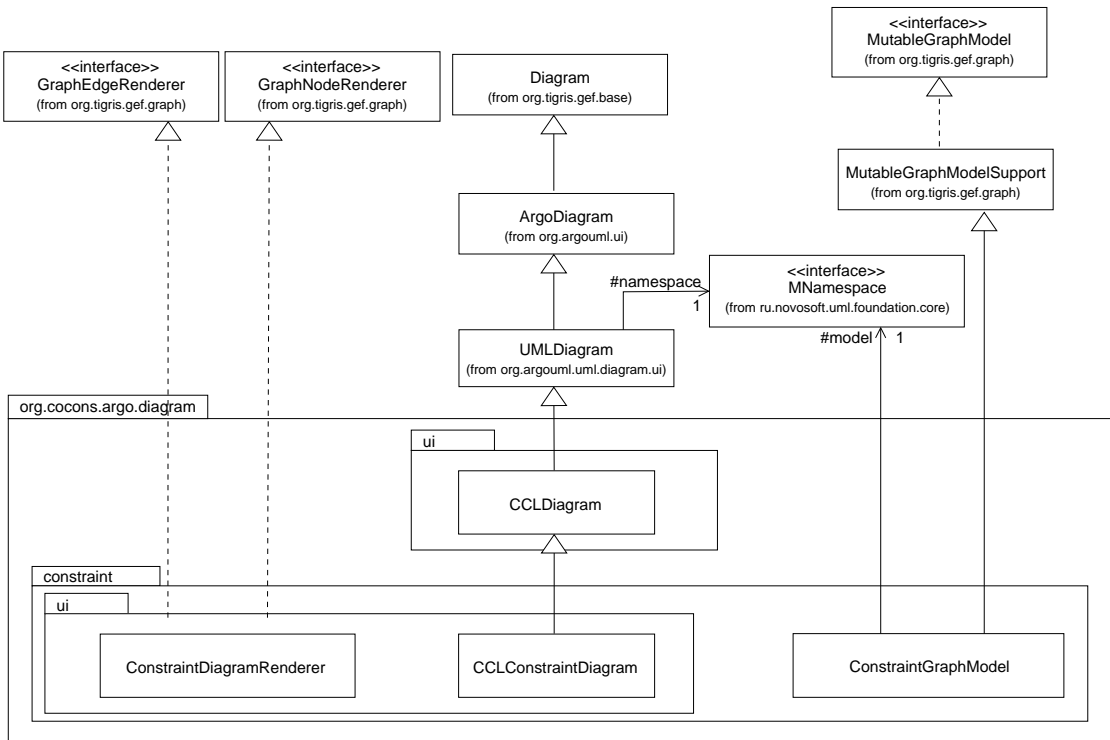 <<interface>>
MutableGraphModel
(from org.tigris.gef.graph)
<<interface>>
GraphEdgeRenderer
(from org.tigris.gef.graph)
<<interface>>
GraphNodeRenderer
(from org.tigris.gef.graph)
Diagram
(from org.tigris.gef.base)
MutableGraphModelSupport
(from org.tigris.gef.graph)
ArgoDiagram
(from org.argouml.ui)
<<interface>>
MNamespace
(from ru.novosoft.uml.foundation.core)
#namespace
1
#model
1
UMLDiagram
(from org.argouml.uml.diagram.ui)
org.cocons.argo.diagram
ui
CCLDiagram
constraint
ui
ConstraintDiagramRenderer
CCLConstraintDiagram
ConstraintGraphModel